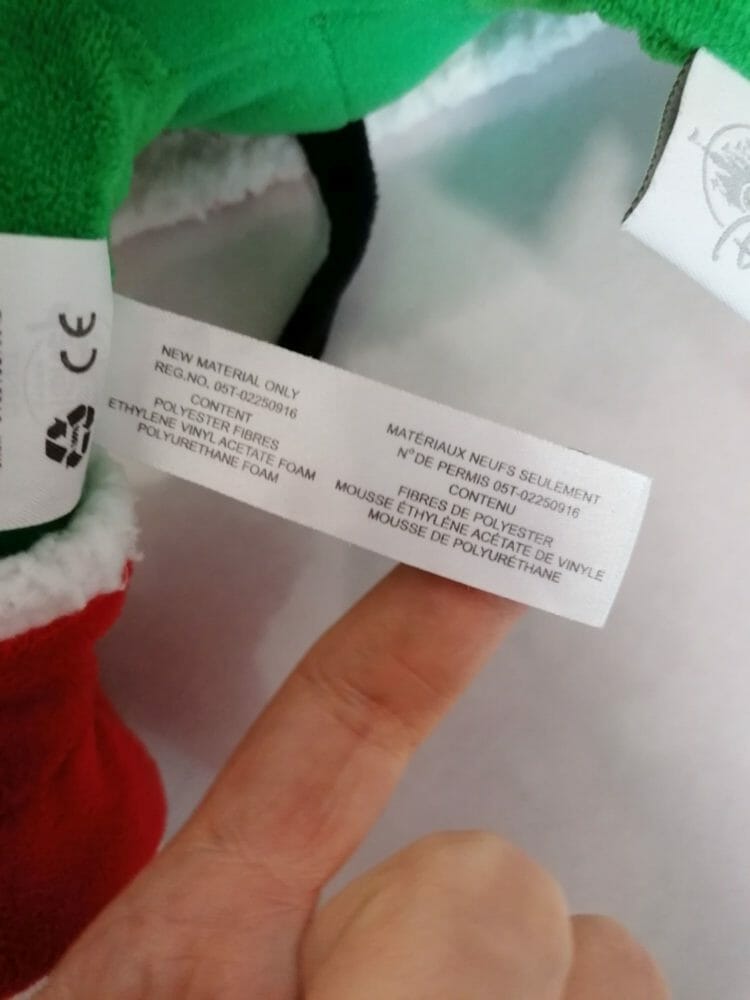 CE
NEW MATERIAL ONLY
REG.NO. 05T-02250916
CONTENT
POLYESTER FIBRES
ETHYLENE VINYL ACETATE FOAM
POLYURETHANE FOAM
MATÉRIAUX NEUFS SEULEMENT
N° DE PERMIS 05T-02250916
CONTENU
FIBRES DE POLYESTER
MOUSSE ÉTHYLÈNE ACÉTATE DE VINYLE
MOUSSE DE POLYURÉTHANE